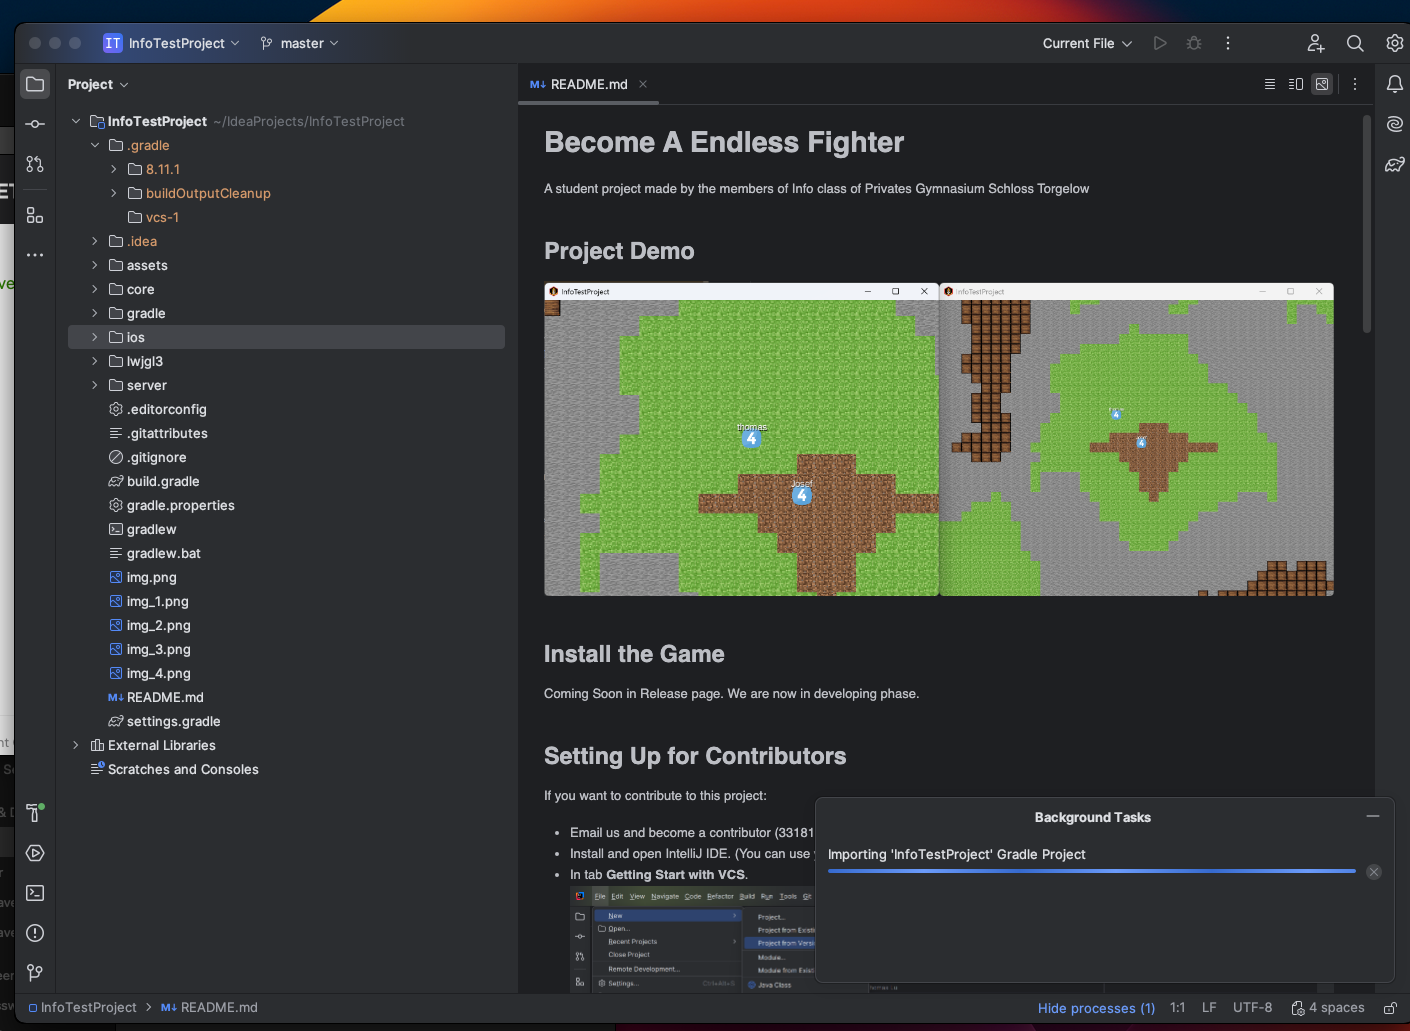 IT InfoTestProject
master
Current File
Project
README.md
InfoTestProject ~/IdeaProjects/InfoTestProject
.gradle
8.11.1
buildOutputCleanup
vcs-1
.idea
assets
core
gradle
ios
lwjgl3
server
.editorconfig
.gitattributes
.gitignore
build.gradle
gradle.properties
gradlew
gradlew.bat
img.png
img_1.png
img_2.png
img_3.png
img_4.png
README.md
settings.gradle
External Libraries
Scratches and Consoles
Become A Endless Fighter
A student project made by the members of Info class of Privates Gymnasium Schloss Torgelow
Project Demo
InfoTestProject
InfoTestProject
thomas
4
Josef
4
4
4
Install the Game
Coming Soon in Release page. We are now in developing phase.
Setting Up for Contributors
If you want to contribute to this project:
Email us and become a contributor (33181
Install and open IntelliJ IDE. (You can use
In tab Getting Start with VCS.
File Edit View Navigate Code Refactor Build Run Tools Git
New
Project...
Open...
Project from Existi
Recent Projects
Project from Versi
Close Project
Module...
Remote Development...
Module from Exist
Settings...
Ctrl+Alt+S
Java Class
Background Tasks
Importing 'InfoTestProject' Gradle Project
InfoTestProject > README.md
Hide processes (1)
1:1
LF
UTF-8
4 spaces